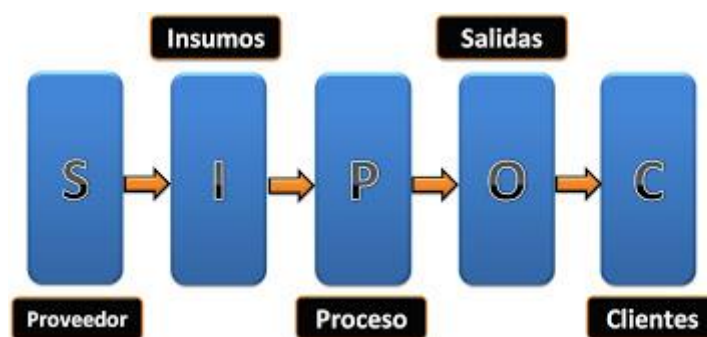 Insumos Salidas
S I P O C
Proveedor Proceso Clientes